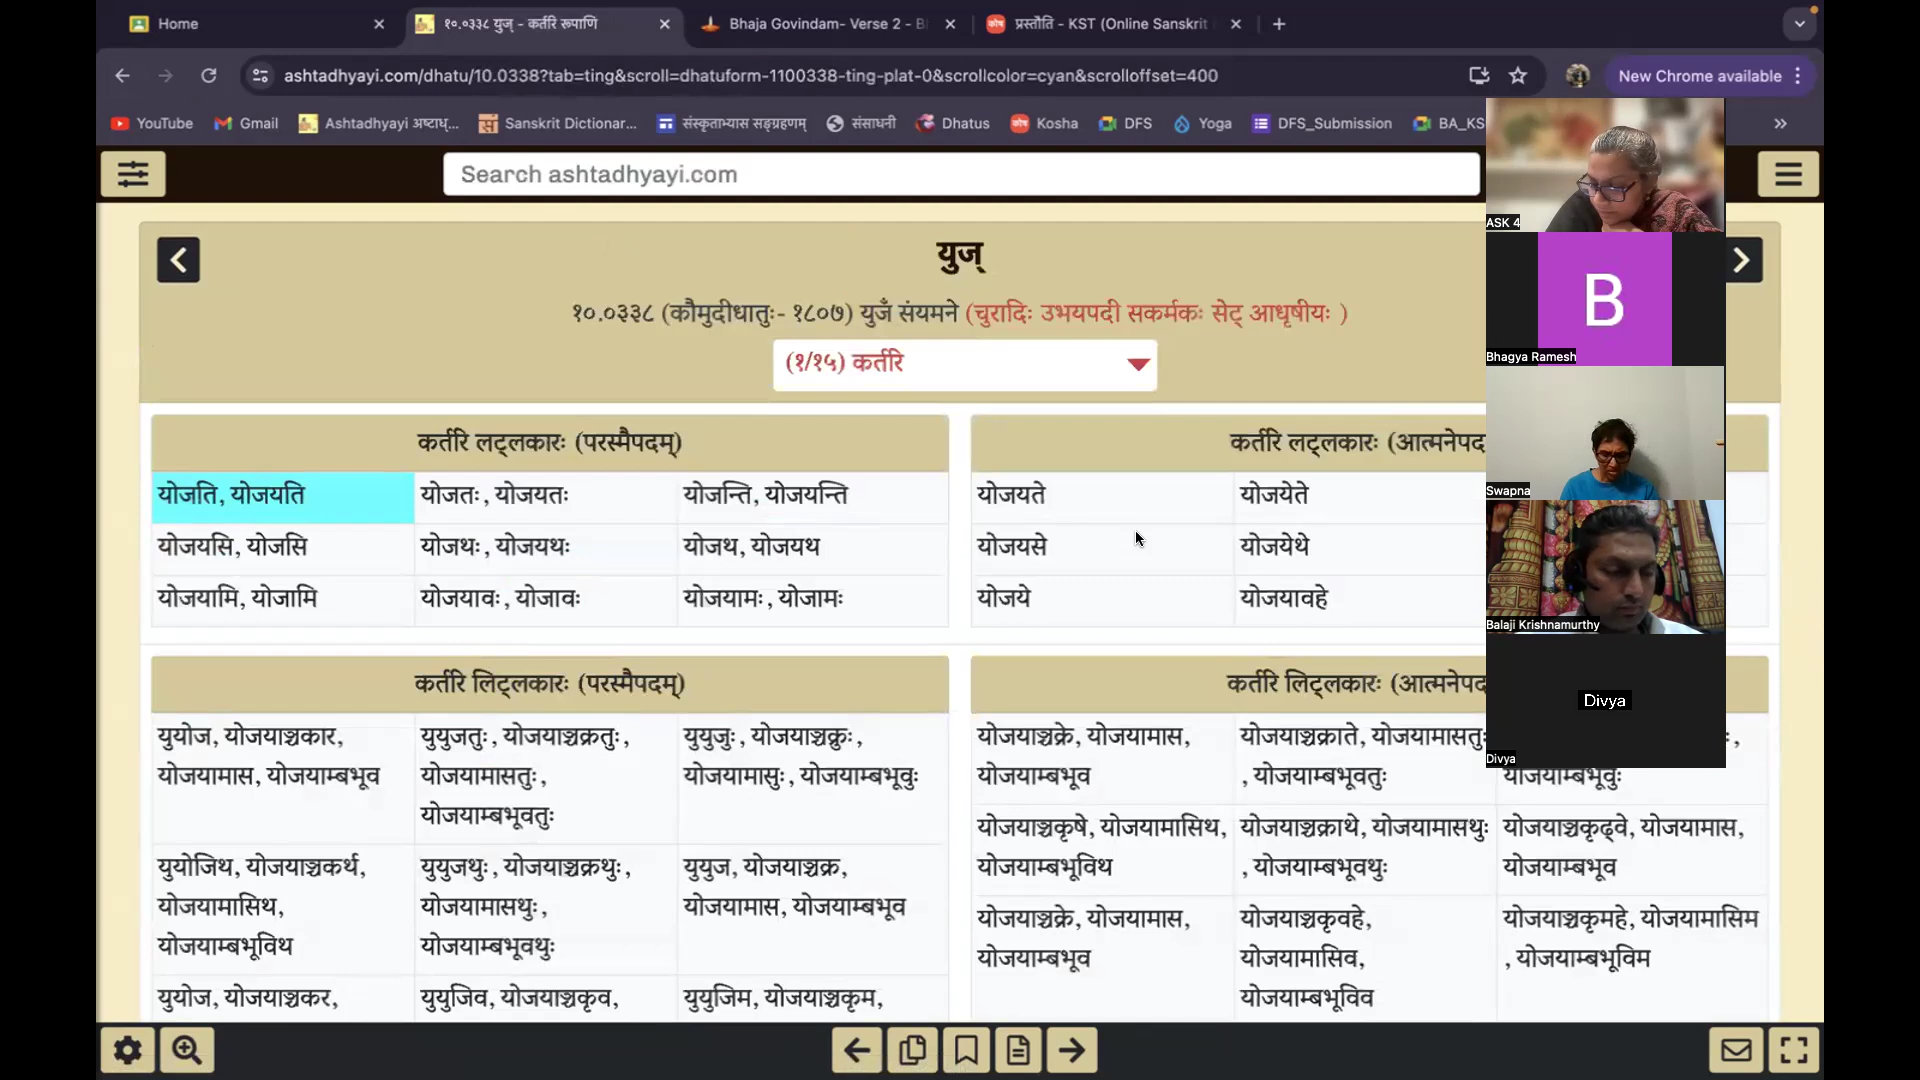 Home
१०.०३३८ युज् - कर्तरि रूपाणि
Bhaja Govindam- Verse 2 - B
प्रस्तौति - KST (Online Sanskrit
ashtadhyayi.com/dhatu/10.0338?tab=ting&scroll=dhatuform-1100338-ting-plat-0&scrollcolor=cyan&scrolloffset=400
New Chrome available
YouTube
Gmail
Ashtadhyayi अष्टाध्...
Sanskrit Dictionar...
संस्कृताभ्यास सङ्ग्रहणम्
संसाधनी
Dhatus
Kosha
DFS
Yoga
DFS_Submission
BA_KS
Search ashtadhyayi.com
युज्
१०.०३३८ (कौमुदीधातुः- १८०७) युजँ संयमने (चुरादिः उभयपदी सकर्मकः सेट् आधृषीयः )
(१/१५) कर्तरि
कर्तरि लट्लकारः (परस्मैपदम्)
योजति, योजयति योजतः , योजयतः योजन्ति, योजयन्ति
योजयसि, योजसि योजथः , योजयथः योजथ, योजयथ
योजयामि, योजामि योजयावः , योजावः योजयामः , योजामः
कर्तरि लट्लकारः (आत्मनेपद
योजयते योजयेते
योजयसे योजयेथे
योजये योजयावहे
कर्तरि लिट्लकारः (परस्मैपदम्)
युयोज, योजयाञ्चकार, युयुजतुः , योजयाञ्चक्रतुः , युयुजुः , योजयाञ्चक्रुः ,
योजयामास, योजयाम्बभूव योजयामासतुः , योजयामासुः , योजयाम्बभूवुः
योजयाम्बभूवतुः
युयोजिथ, योजयाञ्चकर्थ, युयुजथुः , योजयाञ्चक्रथुः , युयुज, योजयाञ्चक्र,
योजयामासिथ, योजयामासथुः , योजयामास, योजयाम्बभूव
योजयाम्बभूविथ योजयाम्बभूवथुः
युयोज, योजयाञ्चकर, युयुजिव, योजयाञ्चकृव, युयुजिम, योजयाञ्चकृम,
कर्तरि लिट्लकारः (आत्मनेपद
योजयाञ्चक्रे, योजयामास, योजयाञ्चक्राते, योजयामासतुः
योजयाम्बभूव , योजयाम्बभूवतुः योजयाम्बभूवुः
योजयाञ्चकृषे, योजयामासिथ, योजयाञ्चक्राथे, योजयामासथुः योजयाञ्चकृढ्वे, योजयामास,
योजयाम्बभूविथ , योजयाम्बभूवथुः योजयाम्बभूव
योजयाञ्चक्रे, योजयामास, योजयाञ्चकृवहे, योजयाञ्चकृमहे, योजयामासिम
योजयाम्बभूव योजयामासिव, , योजयाम्बभूविम
योजयाम्बभूविव
ASK 4
B
Bhagya Ramesh
Swapna
Balaji Krishnamurthy
Divya
Divya